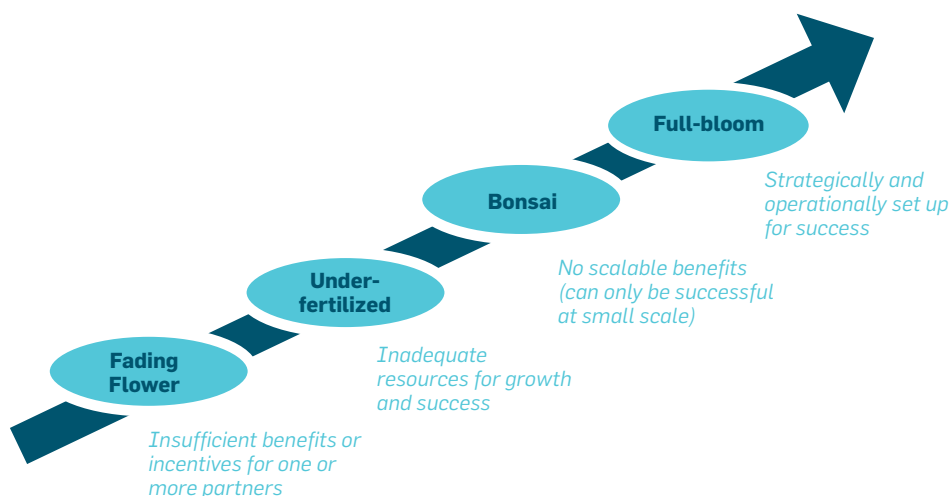 Full-bloom
Strategically and
operationally set up
for success
Bonsai
No scalable benefits
(can only be successful
at small scale)
Under-
fertilized
Inadequate
resources for growth
and success
Fading
Flower
Insufficient benefits or
incentives for one or
more partners